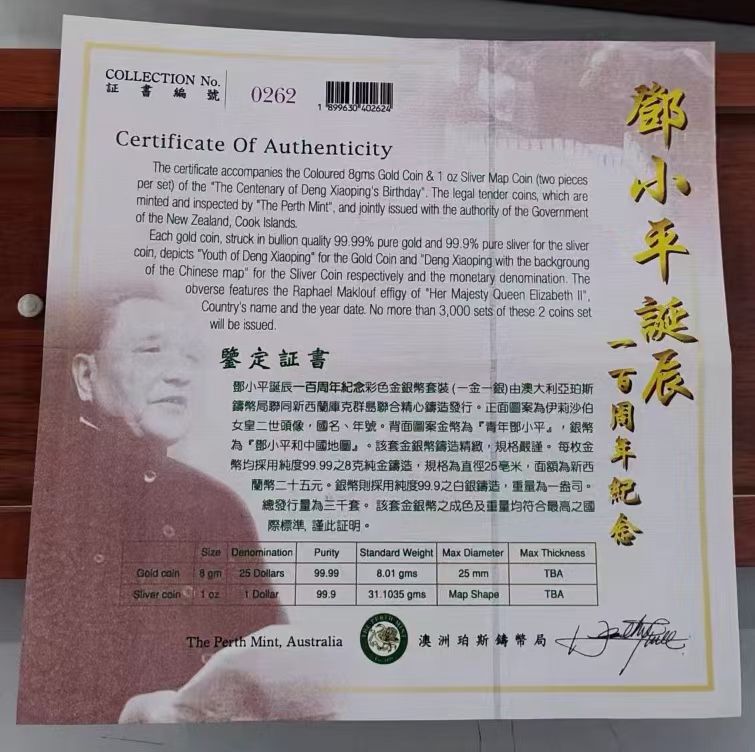 COLLECTION No.
証書編號
0262
1 899630 402624
Certificate Of Authenticity
The certificate accompanies the Coloured 8gms Gold Coin & 1 oz Sliver Map Coin (two pieces
per set) of the "The Centenary of Deng Xiaoping's Birthday". The legal tender coins, which are
minted and inspected by "The Perth Mint", and jointly issued with the authority of the Government
of the New Zealand, Cook Islands.
Each gold coin, struck in bullion quality 99.99% pure gold and 99.9% pure sliver for the sliver
coin, depicts "Youth of Deng Xiaoping" for the Gold Coin and "Deng Xiaoping with the backgroung
of the Chinese map" for the Sliver Coin respectively and the monetary denomination. The
obverse features the Raphael Maklouf effigy of "Her Majesty Queen Elizabeth II",
Country's name and the year date. No more than 3,000 sets of these 2 coins set
will be issued.
鑒定証書
鄧小平誕辰一百周年紀念彩色金銀幣套裝(一金一銀)由澳大利亞珀斯
鑄幣局聯同新西蘭庫克群島聯合精心鑄造發行。正面圖案為伊莉沙伯
女皇二世頭像，國名、年號。背面圖案金幣為『青年鄧小平』，銀幣
為『鄧小平和中國地圖』。該套金銀幣鑄造精緻，規格嚴謹。每枚金
幣均採用純度99.99之8克純金鑄造，規格為直徑25毫米，面額為新西
蘭幣二十五元。銀幣則採用純度99.9之白銀鑄造，重量為一盎司。
總發行量為三千套。該套金銀幣之成色及重量均符合最高之國
際標準，謹此証明。
Size Denomination Purity Standard Weight Max Diameter Max Thickness
Gold coin 8 gm 25 Dollars 99.99 8.01 gms 25 mm TBA
Sliver coin 1 oz 1 Dollar 99.9 31.1035 gms Map Shape TBA
The Perth Mint, Australia
THE PERTH MINT
澳洲珀斯鑄幣局
鄧小平誕辰
一百周年紀念